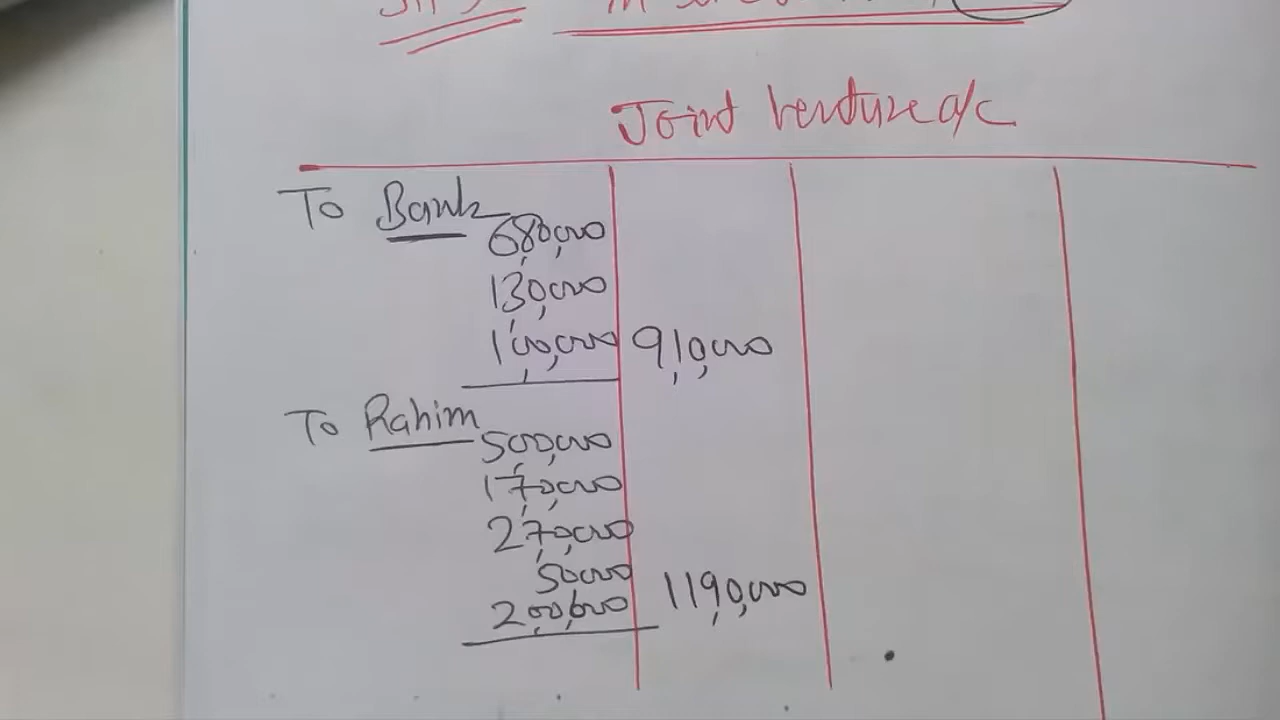 Joint Venture a/c
To Bank
680,000
130,000
100,000 910,000
To Rahim
500,000
170,000
270,000
50,000
200,000 1190,000